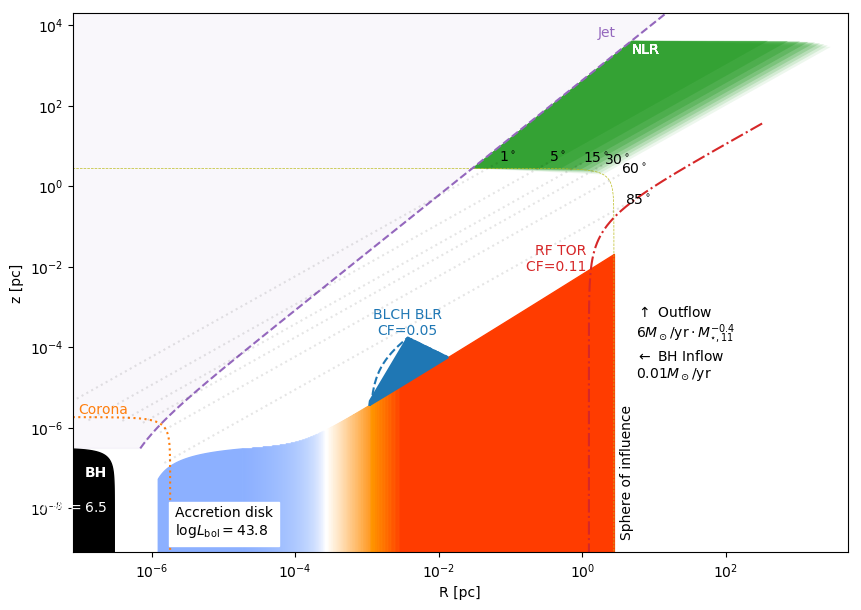 Jet
NLR
1°
5°
15°
30°
60°
85°
RF TOR
CF=0.11
BLCH BLR
CF=0.05
↑ Outflow
6M⊙/yr · M⋆,11^−0.4
← BH Inflow
0.01M⊙/yr
Corona
BH
= 6.5
Accretion disk
logLbol = 43.8
Sphere of influence
z [pc]
10^4
10^2
10^0
10^−2
10^−4
10^−6
10^−8
10^−6
10^−4
10^−2
10^0
10^2
R [pc]